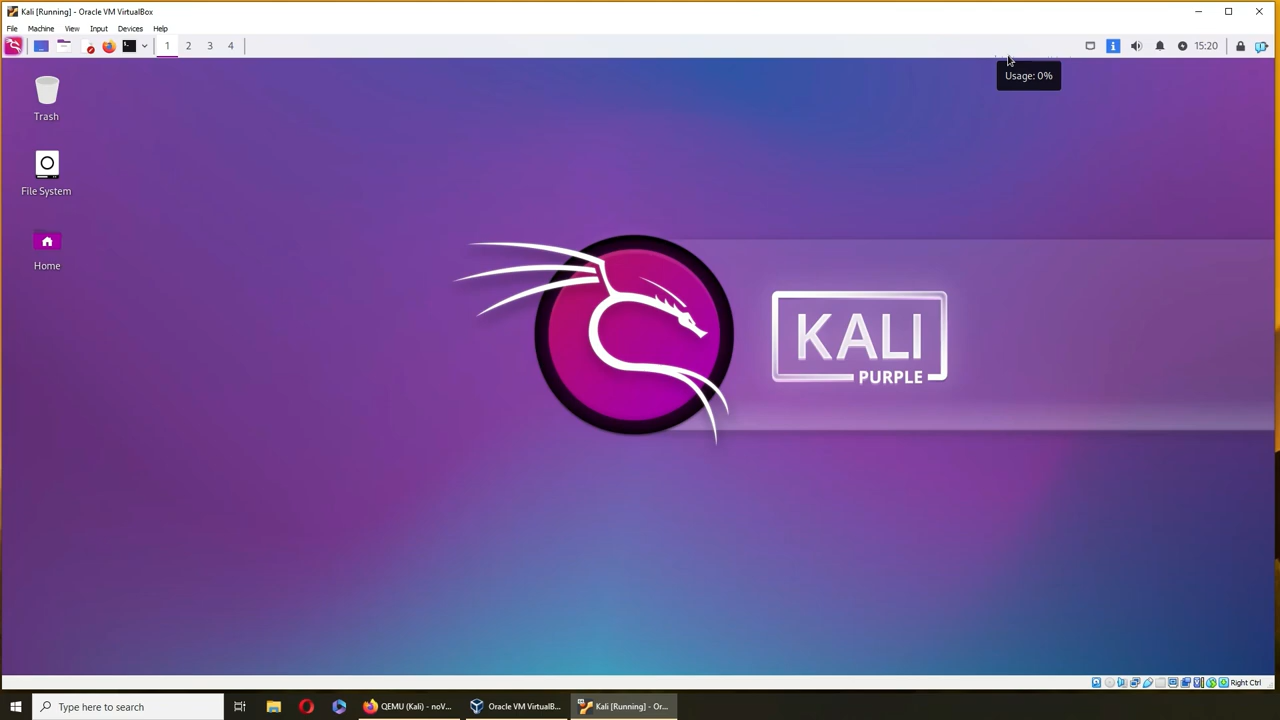 Kali [Running] - Oracle VM VirtualBox
File Machine View Input Devices Help
1 2 3 4
15:20
Usage: 0%
Trash
File System
Home
KALI
PURPLE
Right Ctrl
Type here to search
QEMU (Kali) - noV...
Oracle VM VirtualB...
Kali [Running] - Or...